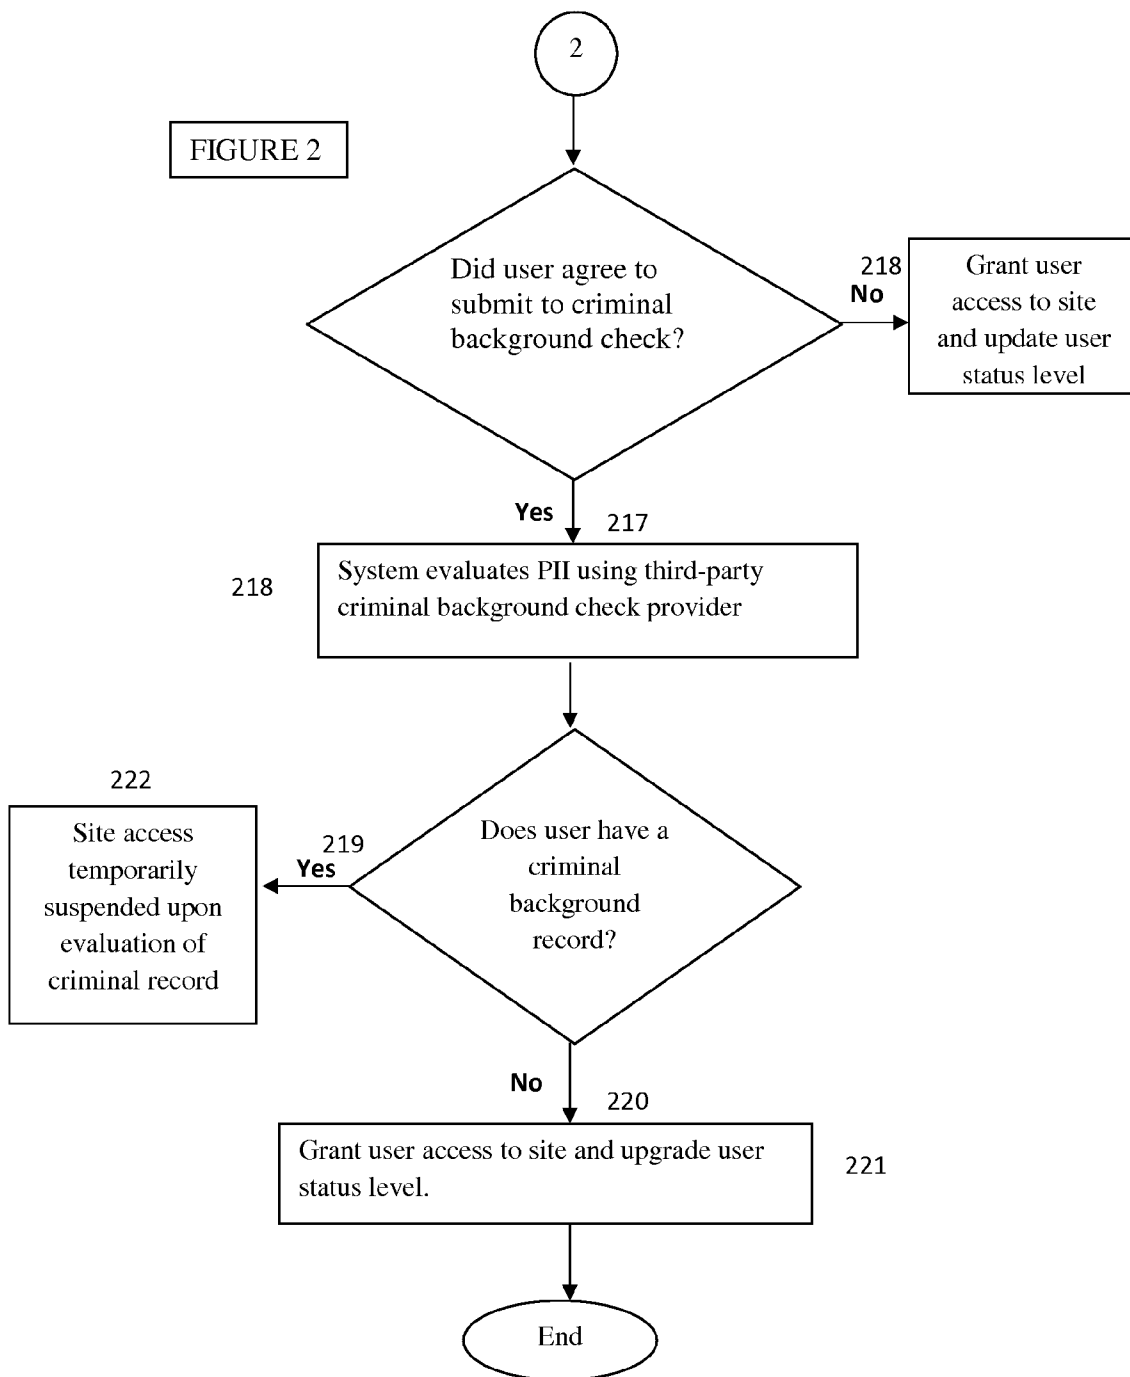 2
FIGURE 2
Did user agree to
submit to criminal
background check?
218
No
Grant user
access to site
and update user
status level
Yes
217
218
System evaluates PII using third-party
criminal background check provider
222
Site access
temporarily
suspended upon
evaluation of
criminal record
219
Yes
Does user have a
criminal
background
record?
No
220
Grant user access to site and upgrade user
status level.
221
End